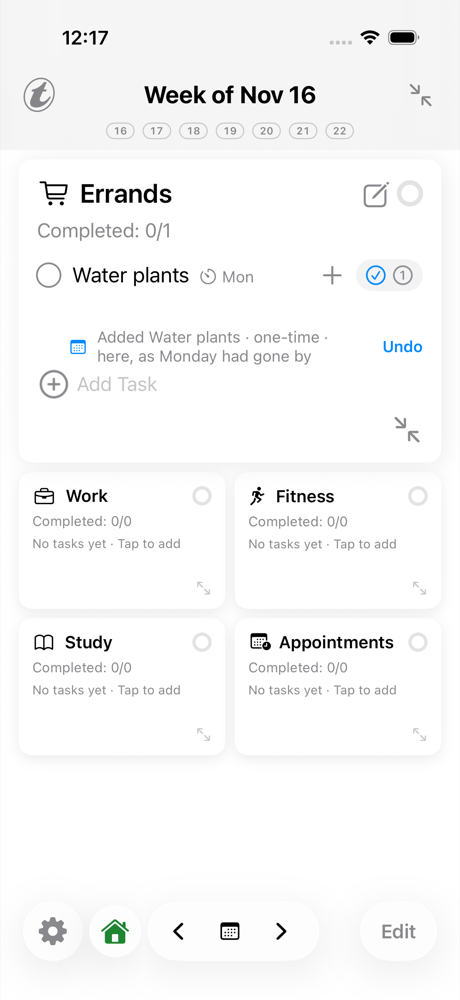 12:17
t
Week of Nov 16
16 17 18 19 20 21 22
Errands
Completed: 0/1
Water plants Mon 1
Added Water plants · one-time ·
here, as Monday had gone by
Undo
Add Task
Work
Completed: 0/0
No tasks yet · Tap to add
Fitness
Completed: 0/0
No tasks yet · Tap to add
Study
Completed: 0/0
No tasks yet · Tap to add
Appointments
Completed: 0/0
No tasks yet · Tap to add
Edit